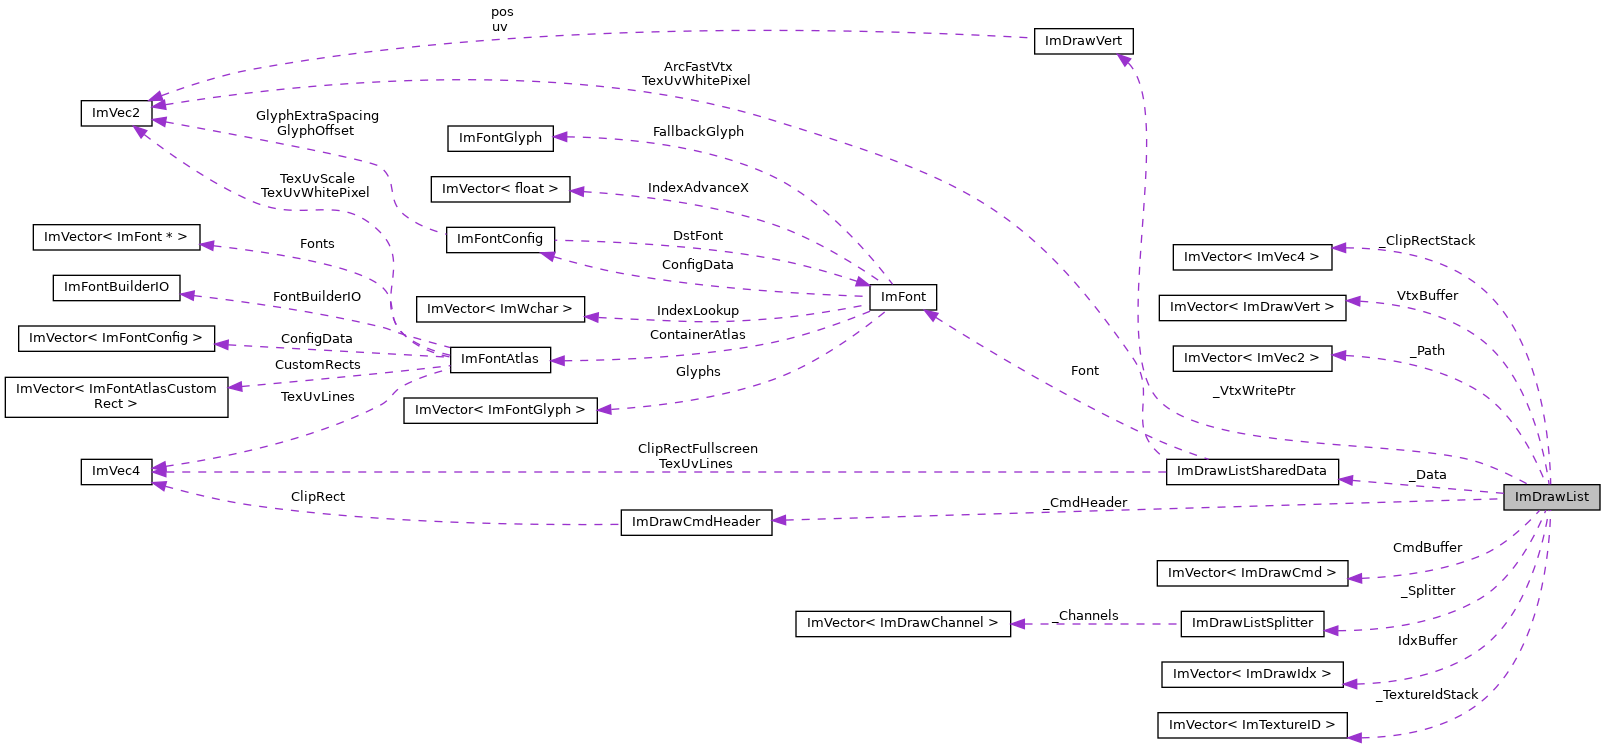 pos
uv
ImDrawVert
ArcFastVtx
TexUvWhitePixel
ImVec2
GlyphExtraSpacing
GlyphOffset
ImFontGlyph
FallbackGlyph
TexUvScale
TexUvWhitePixel
ImVector< float >
IndexAdvanceX
ImVector< ImFont * >
Fonts
ImFontConfig
DstFont
ConfigData
_ClipRectStack
ImVector< ImVec4 >
ImFontBuilderIO
FontBuilderIO
ImFont
VtxBuffer
ImVector< ImDrawVert >
ImVector< ImWchar >
IndexLookup
ImVector< ImFontConfig >
ConfigData
ContainerAtlas
_Path
ImVector< ImVec2 >
ImFontAtlas
CustomRects
Glyphs
Font
ImVector< ImFontAtlasCustom
Rect >
TexUvLines
ImVector< ImFontGlyph >
_VtxWritePtr
ClipRectFullscreen
TexUvLines
ImVec4
ImDrawListSharedData
_Data
ImDrawList
ClipRect
_CmdHeader
ImDrawCmdHeader
CmdBuffer
ImVector< ImDrawCmd >
_Splitter
ImVector< ImDrawChannel >
_Channels
ImDrawListSplitter
IdxBuffer
ImVector< ImDrawIdx >
_TextureIdStack
ImVector< ImTextureID >